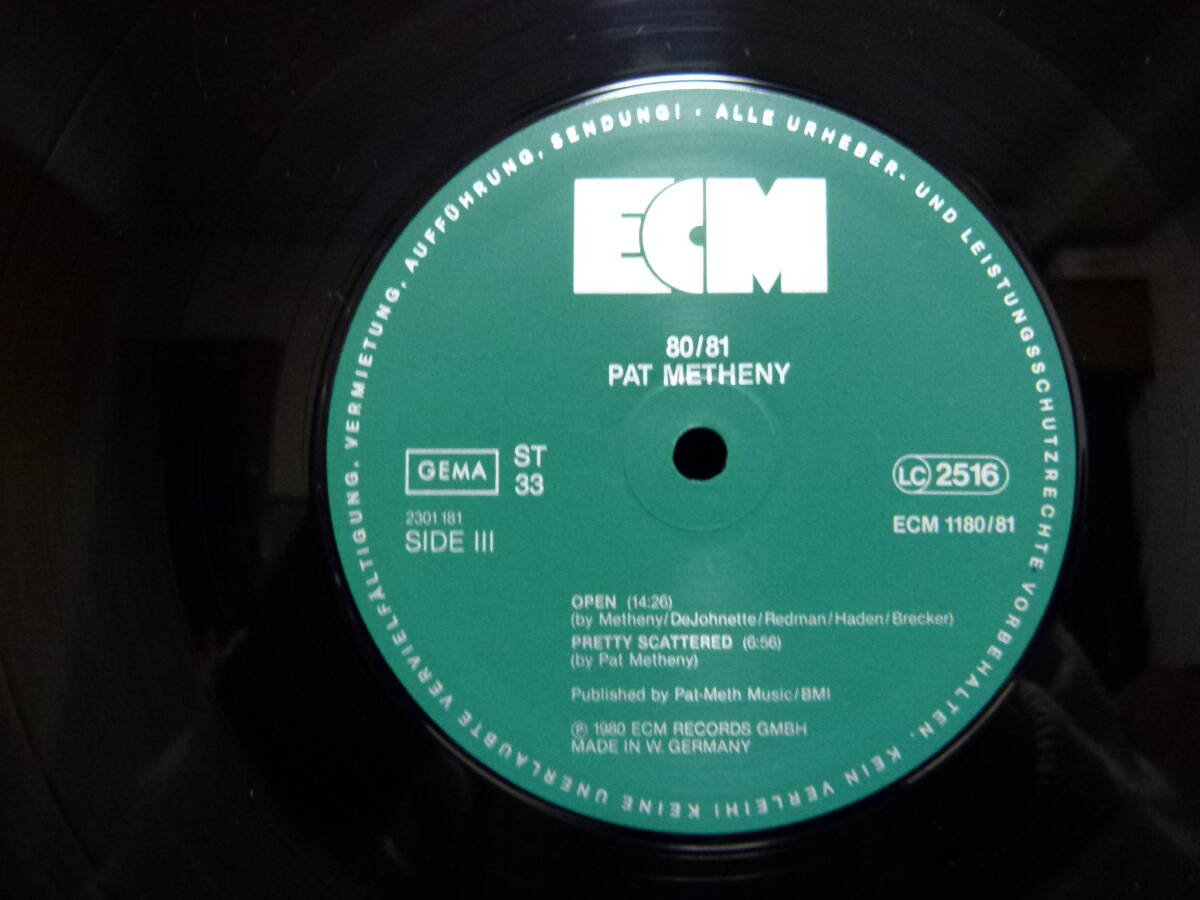 ALLE URHEBER- UND LEISTUNGSSCHUTZRECHTE VORBEHALTEN. KEIN VERLEIH! KEINE UNERLAUBTE VERVIELFÄLTIGUNG, VERMIETUNG, AUFFÜHRUNG, SENDUNG! ·
ECM
80/81
PAT METHENY
GEMA
ST
33
LC 2516
2301 181
SIDE III
ECM 1180/81
OPEN (14:26)
(by Metheny/DeJohnette/Redman/Haden/Brecker)
PRETTY SCATTERED (6:56)
(by Pat Metheny)
Published by Pat-Meth Music/BMI
℗ 1980 ECM RECORDS GMBH
MADE IN W. GERMANY